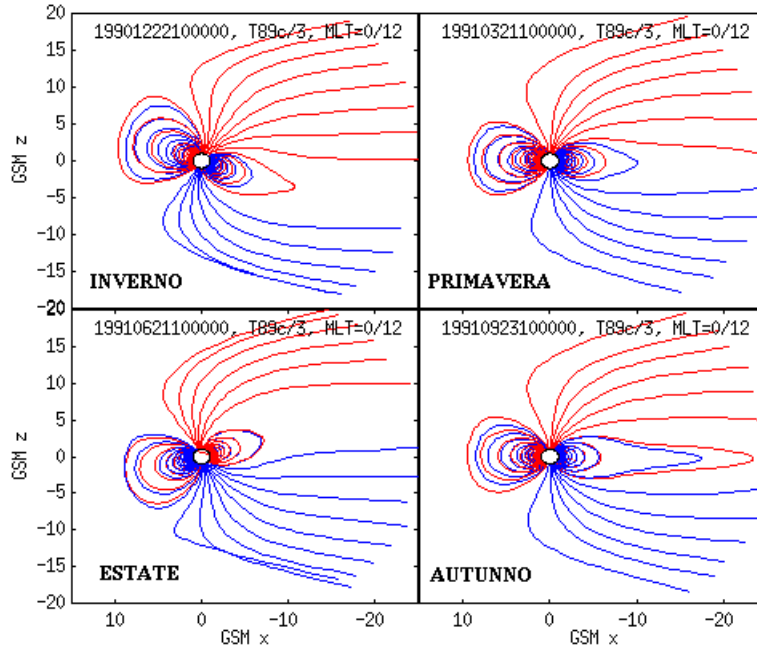 20
19901222100000, T89c/3, MLT=0/12
19910321100000, T89c/3, MLT=0/12
15
10
5
GSM z
0
-5
-10
-15
INVERNO
PRIMAVERA
-20
20
19910621100000, T89c/3, MLT=0/12
19910923100000, T89c/3, MLT=0/12
15
10
5
GSM z
0
-5
-10
-15
ESTATE
AUTUNNO
-20
10 0 -10 -20 10 0 -10 -20
GSM x GSM x